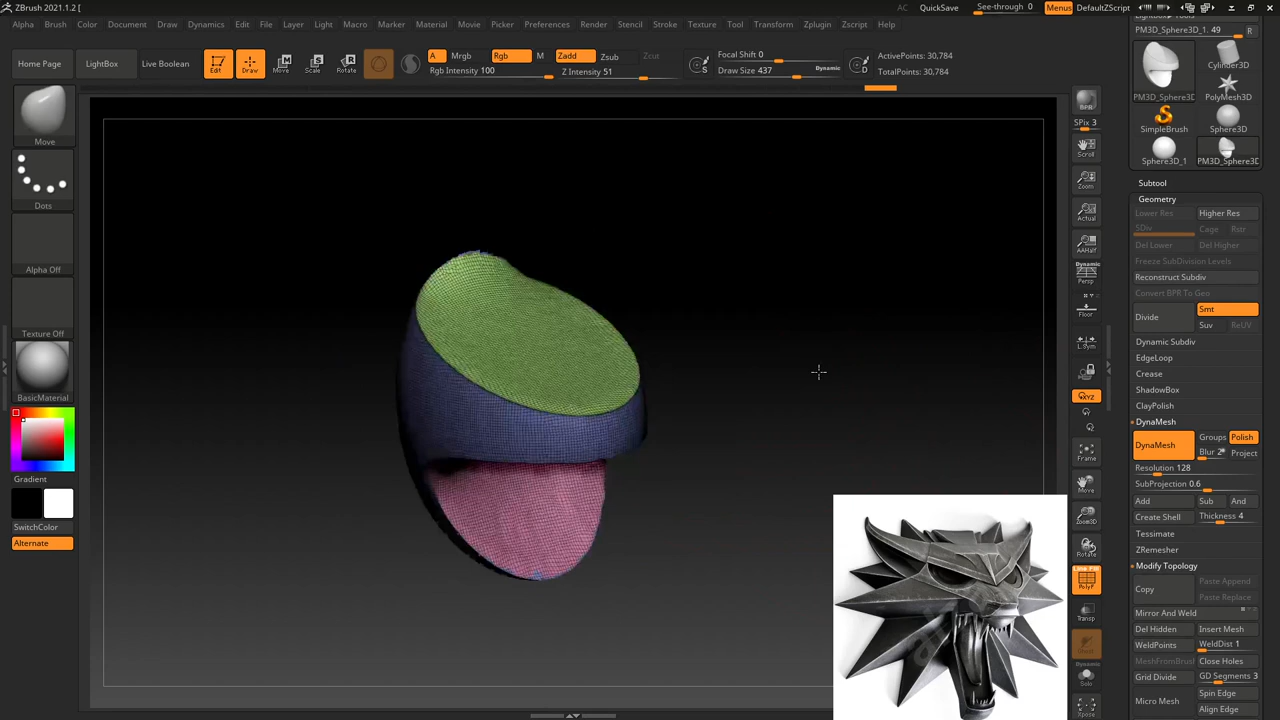 ZBrush 2021.1.2 [
AC QuickSave See-through 0 Menus DefaultZScript
Alpha Brush Color Document Draw Dynamics Edit File Layer Light Macro Marker Material Movie Picker Preferences Render Stencil Stroke Texture Tool Transform Zplugin Zscript Help
Home Page LightBox Live Boolean Edit Draw Move Scale Rotate
A Mrgb Rgb M Zadd Zsub Zcut
Rgb Intensity 100 Z Intensity 51
S Focal Shift 0
Draw Size 437 Dynamic
D ActivePoints: 30,784
TotalPoints: 30,784
Move
Dots
Alpha Off
Texture Off
BasicMaterial
Gradient
SwitchColor
Alternate
BPR
SPix 3
Scroll
Zoom
Actual
AAHalf
Dynamic
Persp
Floor
L.Sym
XYZ
Frame
Move
Zoom3D
Rotate
Line Fill
PolyF
Transp
Dynamic
Solo
Xpose
PM3D_Sphere3D_1. 49 R
PM3D_Sphere3D
Cylinder3D
PolyMesh3D
SimpleBrush
Sphere3D
Sphere3D_1
PM3D_Sphere3D
Subtool
Geometry
Lower Res Higher Res
SDiv Cage Rstr
Del Lower Del Higher
Freeze SubDivision Levels
Reconstruct Subdiv
Convert BPR To Geo
Divide Smt
Suv ReUV
Dynamic Subdiv
EdgeLoop
Crease
ShadowBox
ClayPolish
DynaMesh
DynaMesh Groups Polish
Blur 2 Project
Resolution 128
SubProjection 0.6
Add Sub And
Create Shell Thickness 4
Tessimate
ZRemesher
Modify Topology
Copy Paste Append
Paste Replace
Mirror And Weld
Del Hidden Insert Mesh
WeldPoints WeldDist 1
MeshFromBrush Close Holes
Grid Divide GD Segments 3
Micro Mesh Spin Edge
Align Edge